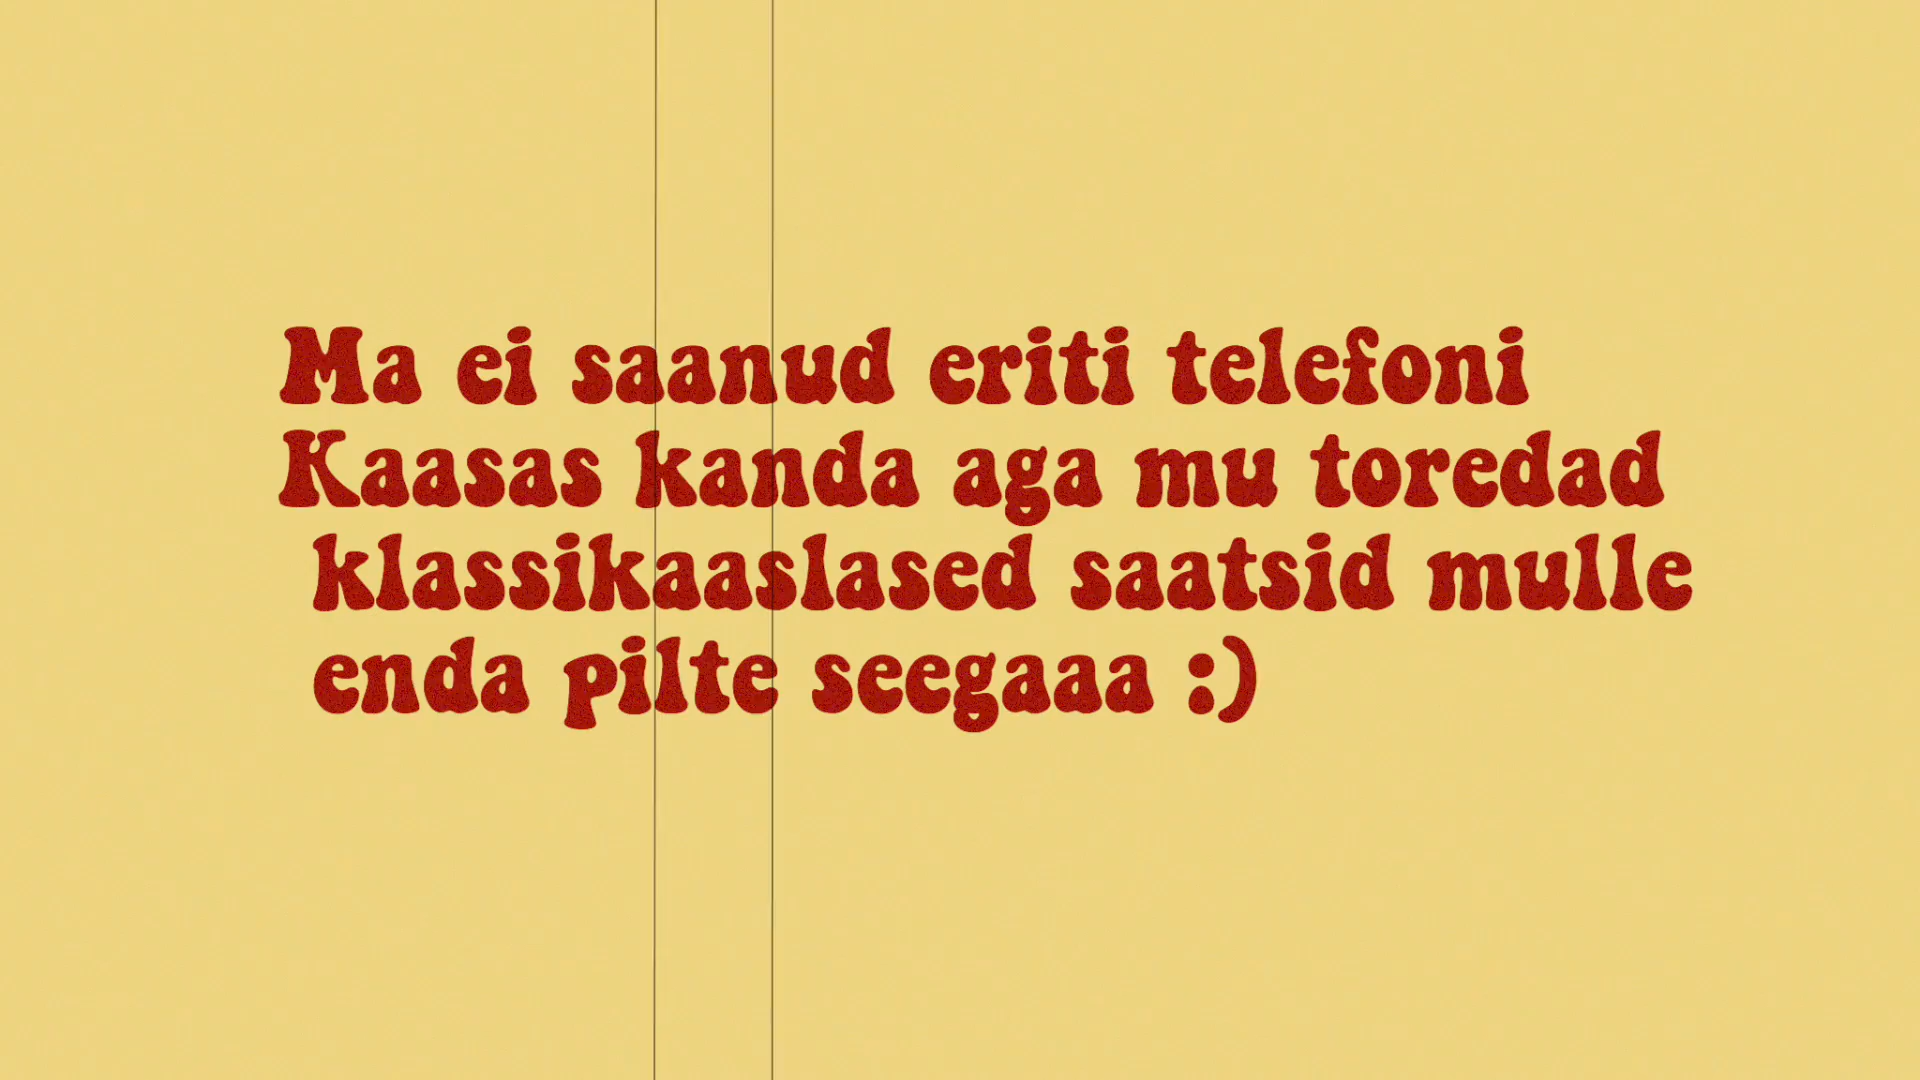 Ma ei saanud eriti telefoni
Kaasas kanda aga mu toredad
klassikaaslased saatsid mulle
enda pilte seegaaa :)